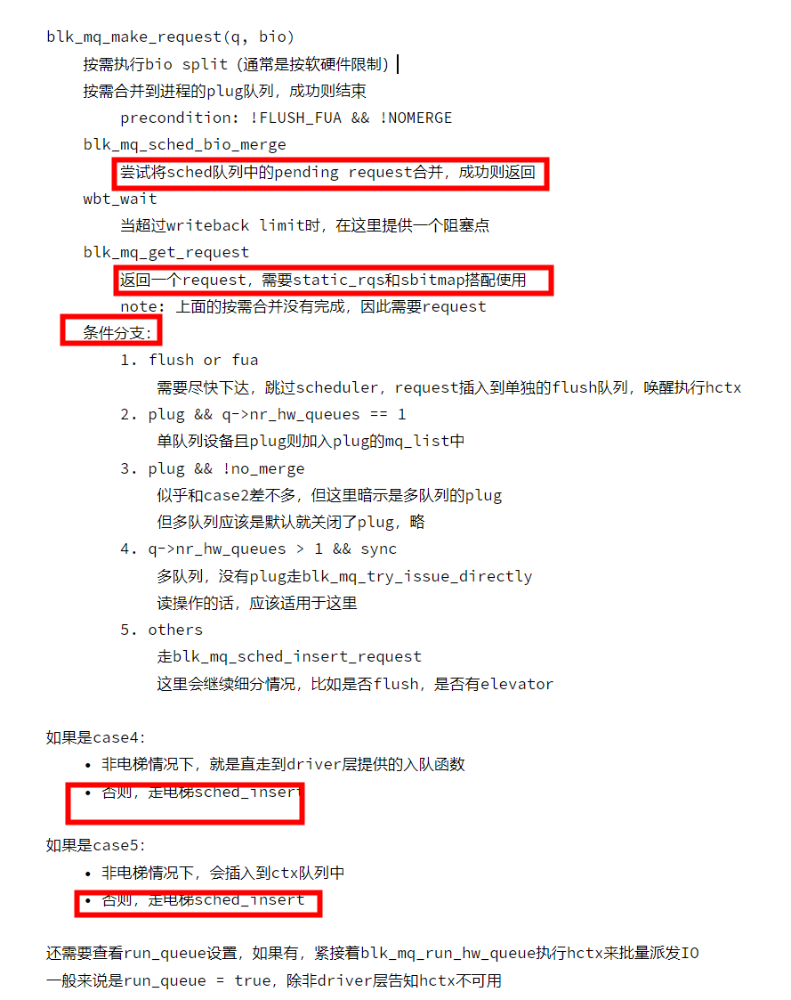 blk_mq_make_request(q, bio)
按需执行bio split（通常是按软硬件限制）
按需合并到进程的plug队列，成功则结束
precondition: !FLUSH_FUA && !NOMERGE
blk_mq_sched_bio_merge
尝试将sched队列中的pending request合并，成功则返回
wbt_wait
当超过writeback limit时，在这里提供一个阻塞点
blk_mq_get_request
返回一个request，需要static_rqs和sbitmap搭配使用
note: 上面的按需合并没有完成，因此需要request
条件分支:
1. flush or fua
需要尽快下达，跳过scheduler，request插入到单独的flush队列，唤醒执行hctx
2. plug && q->nr_hw_queues == 1
单队列设备且plug则加入plug的mq_list中
3. plug && !no_merge
似乎和case2差不多，但这里暗示是多队列的plug
但多队列应该是默认就关闭了plug，略
4. q->nr_hw_queues > 1 && sync
多队列，没有plug走blk_mq_try_issue_directly
读操作的话，应该适用于这里
5. others
走blk_mq_sched_insert_request
这里会继续细分情况，比如是否flush，是否有elevator
如果是case4:
• 非电梯情况下，就是直走到driver层提供的入队函数
• 否则，走电梯sched_insert
如果是case5:
• 非电梯情况下，会插入到ctx队列中
• 否则，走电梯sched_insert
还需要查看run_queue设置，如果有，紧接着blk_mq_run_hw_queue执行hctx来批量派发IO
一般来说是run_queue = true，除非driver层告知hctx不可用